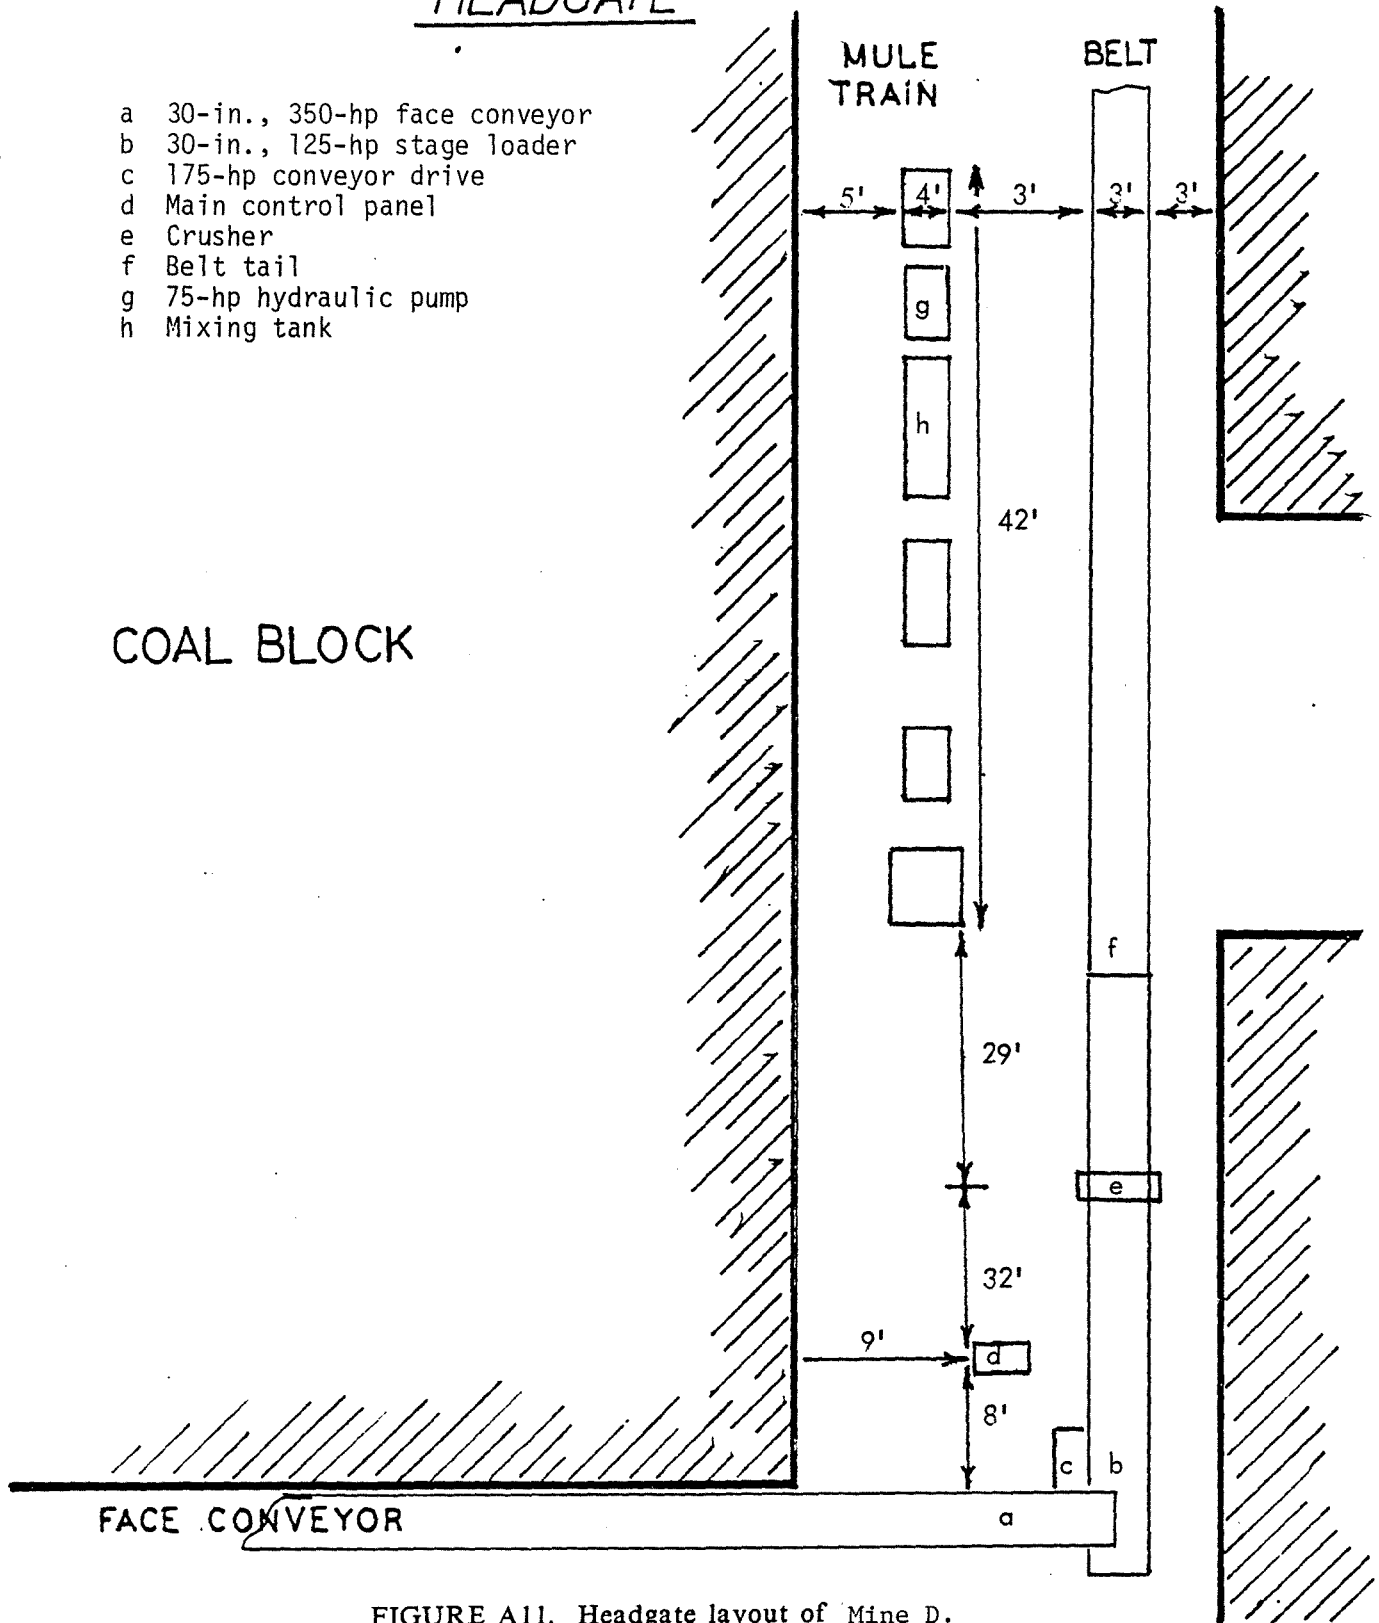 HEADGATE
MULE
TRAIN
BELT
a 30-in., 350-hp face conveyor
b 30-in., 125-hp stage loader
c 175-hp conveyor drive
d Main control panel
e Crusher
f Belt tail
g 75-hp hydraulic pump
h Mixing tank
5' 4' 3' 3' 3'
g
h
42'
COAL BLOCK
f
29'
e
32'
9'
d
8'
c b
FACE CONVEYOR
a
FIGURE A11. Headgate layout of Mine D.